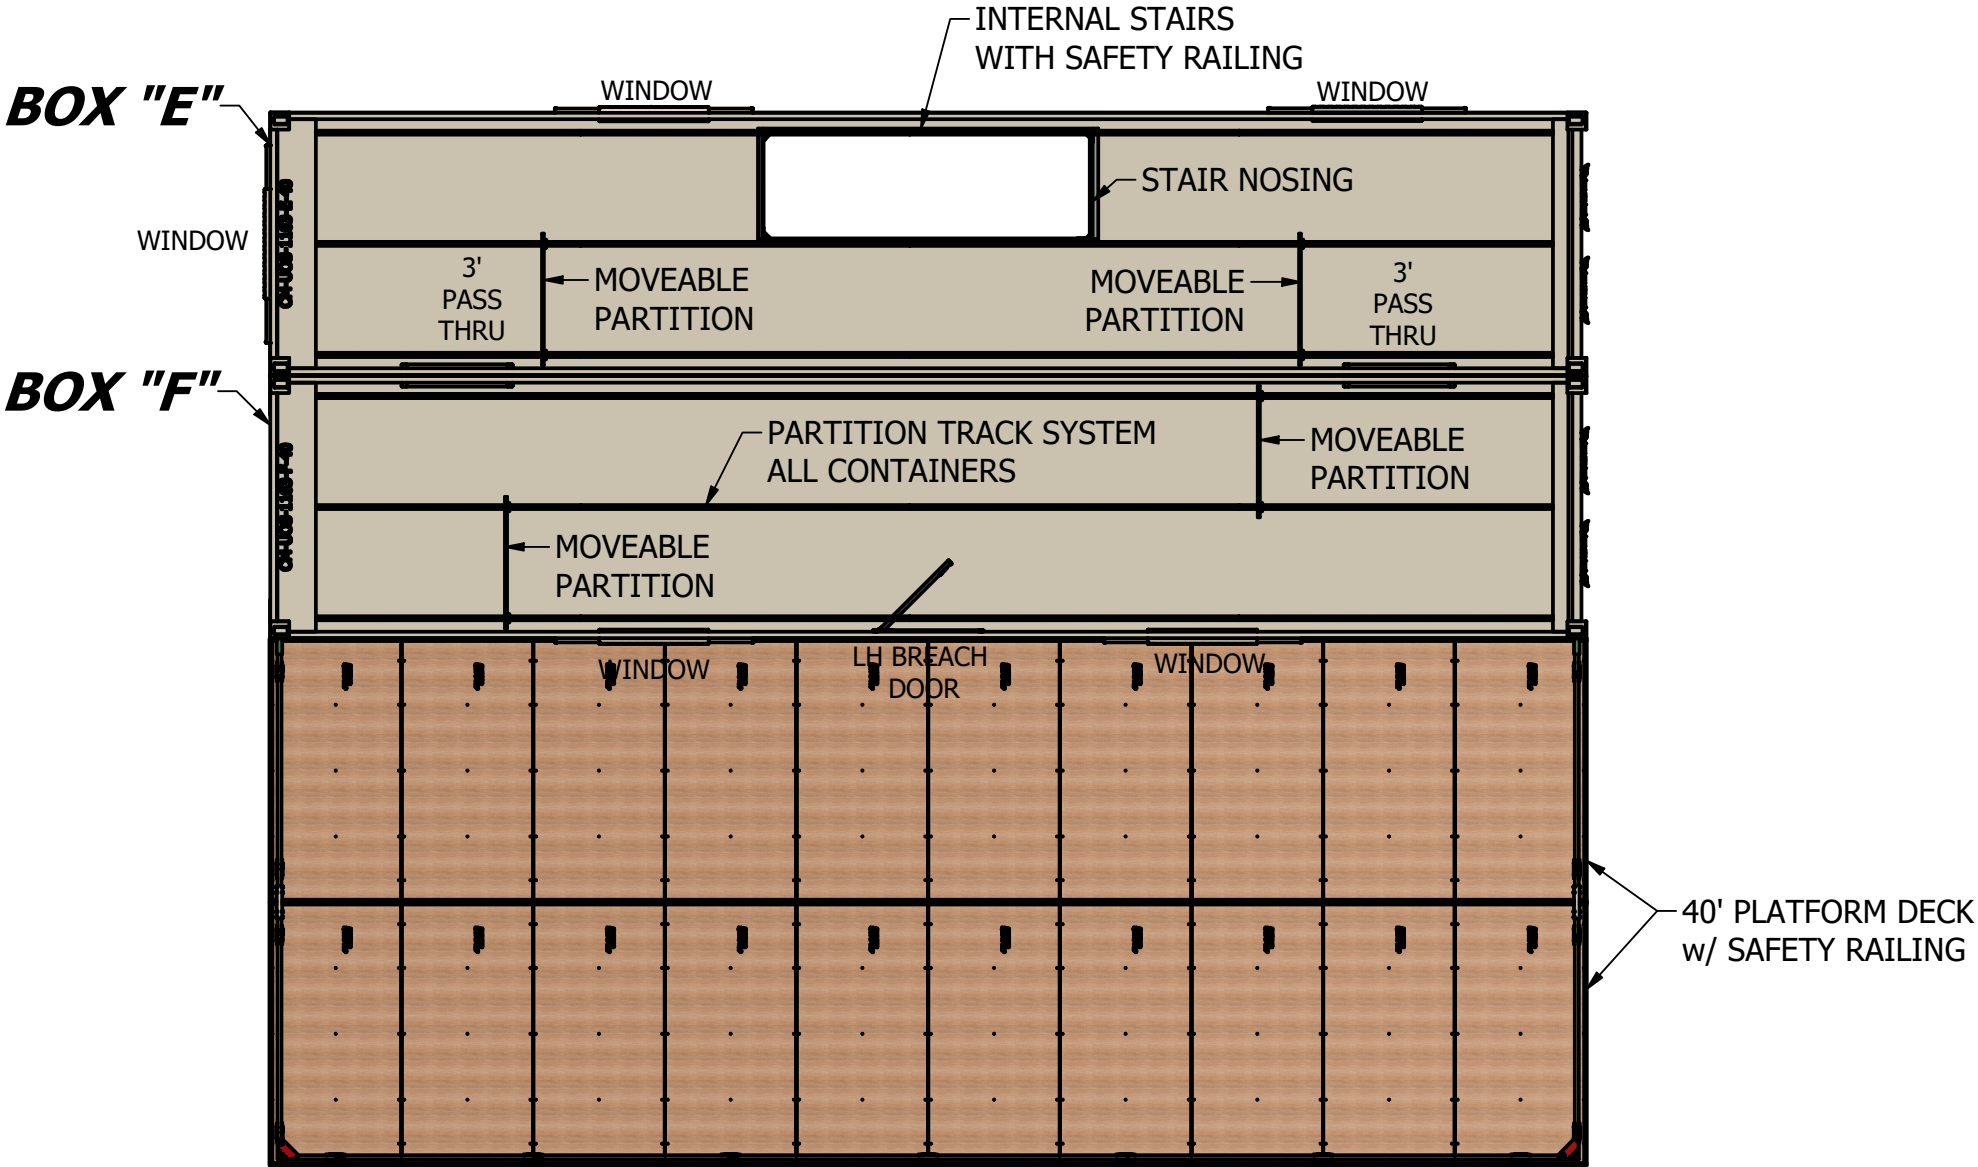 INTERNAL STAIRS
WITH SAFETY RAILING
WINDOW
WINDOW
BOX "E"
STAIR NOSING
WINDOW
3'
PASS
THRU
MOVEABLE
PARTITION
MOVEABLE
PARTITION
3'
PASS
THRU
BOX "F"
PARTITION TRACK SYSTEM
ALL CONTAINERS
MOVEABLE
PARTITION
MOVEABLE
PARTITION
WINDOW
LH BREACH
DOOR
WINDOW
40' PLATFORM DECK
w/ SAFETY RAILING